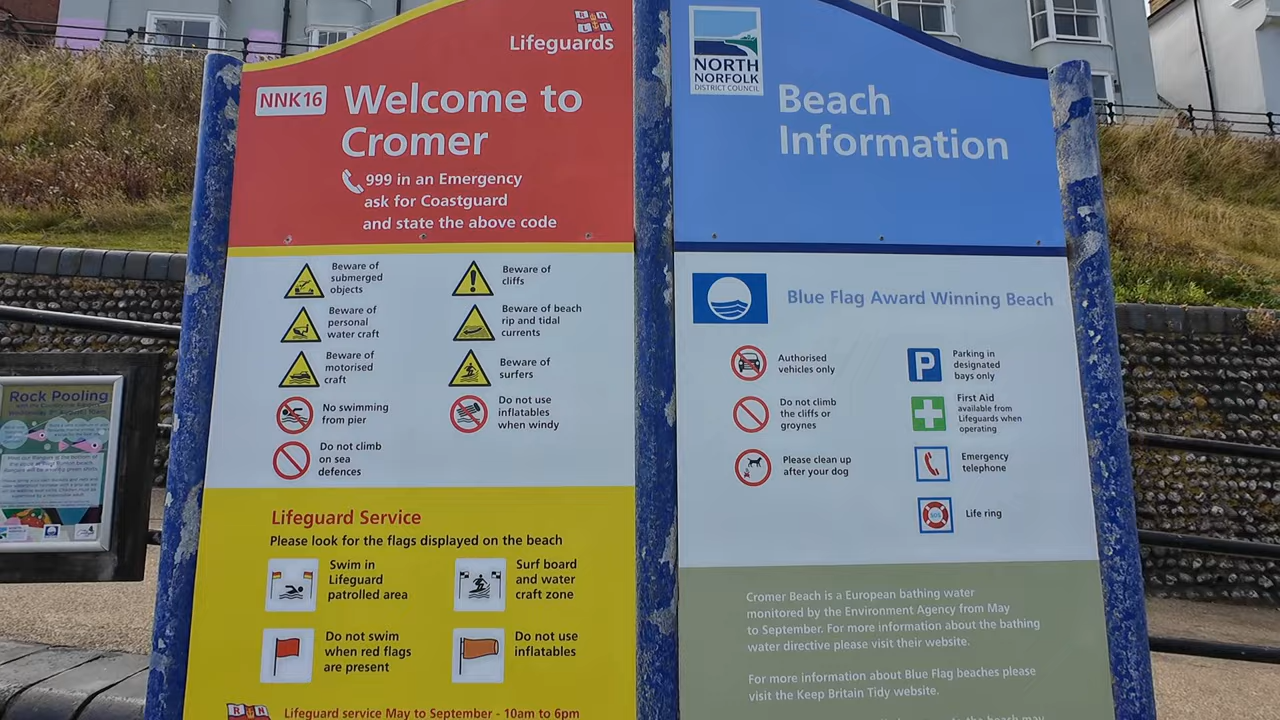 RNLI
Lifeguards
NNK16
Welcome to
Cromer
999 in an Emergency
ask for Coastguard
and state the above code
Beware of
submerged
objects
Beware of
cliffs
Beware of
personal
water craft
Beware of beach
rip and tidal
currents
Beware of
motorised
craft
Beware of
surfers
No swimming
from pier
Do not use
inflatables
when windy
Do not climb
on sea
defences
Lifeguard Service
Please look for the flags displayed on the beach
Swim in
Lifeguard
patrolled area
Surf board
and water
craft zone
Do not swim
when red flags
are present
Do not use
inflatables
Lifeguard service May to September - 10am to 6pm
NORTH
NORFOLK
DISTRICT COUNCIL
Beach
Information
Blue Flag Award Winning Beach
Authorised
vehicles only
P
Parking in
designated
bays only
Do not climb
the cliffs or
groynes
First Aid
available from
Lifeguards when
operating
Please clean up
after your dog
Emergency
telephone
SOS
Life ring
Cromer Beach is a European bathing water
monitored by the Environment Agency from May
to September. For more information about the bathing
water directive please visit their website.
For more information about Blue Flag beaches please
visit the Keep Britain Tidy website.
the beach may
Rock Pooling